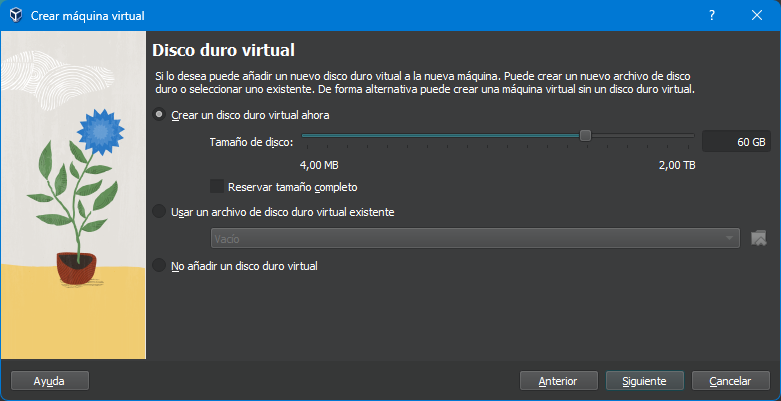 Crear máquina virtual
?
Disco duro virtual
Si lo desea puede añadir un nuevo disco duro vitual a la nueva máquina. Puede crear un nuevo archivo de disco
duro o seleccionar uno existente. De forma alternativa puede crear una máquina virtual sin un disco duro virtual.
Crear un disco duro virtual ahora
Tamaño de disco:
60 GB
4,00 MB
2,00 TB
Reservar tamaño completo
Usar un archivo de disco duro virtual existente
Vacío
No añadir un disco duro virtual
Ayuda
Anterior
Siguiente
Cancelar